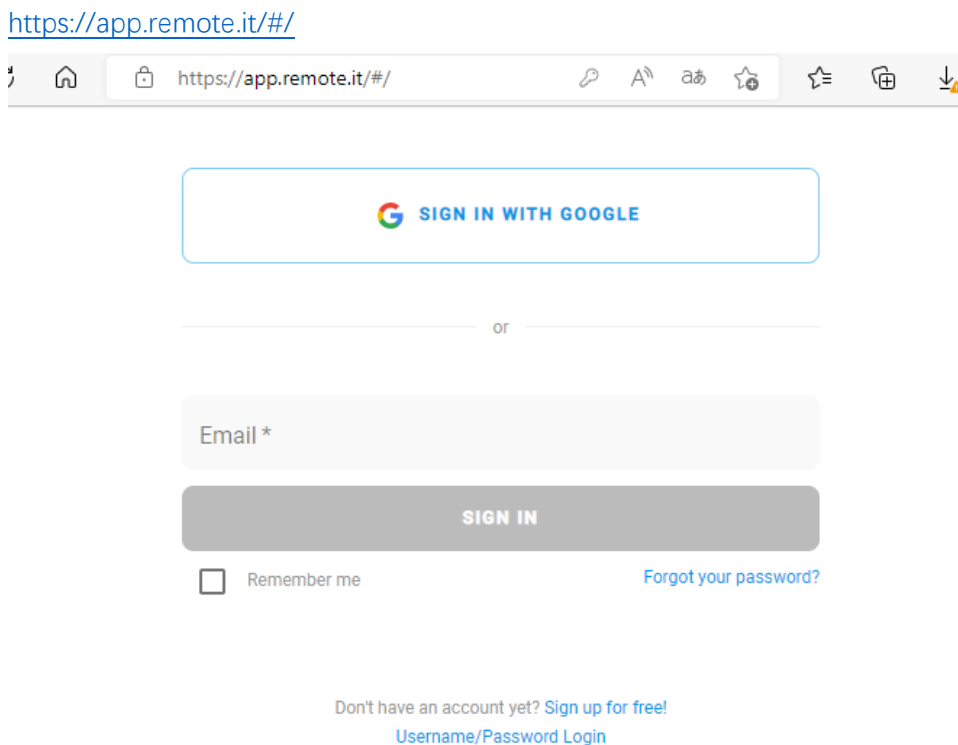 https://app.remote.it/#/
https://app.remote.it/#/ A あ
SIGN IN WITH GOOGLE
or
Email *
SIGN IN
Remember me Forgot your password?
Don't have an account yet? Sign up for free!
Username/Password Login